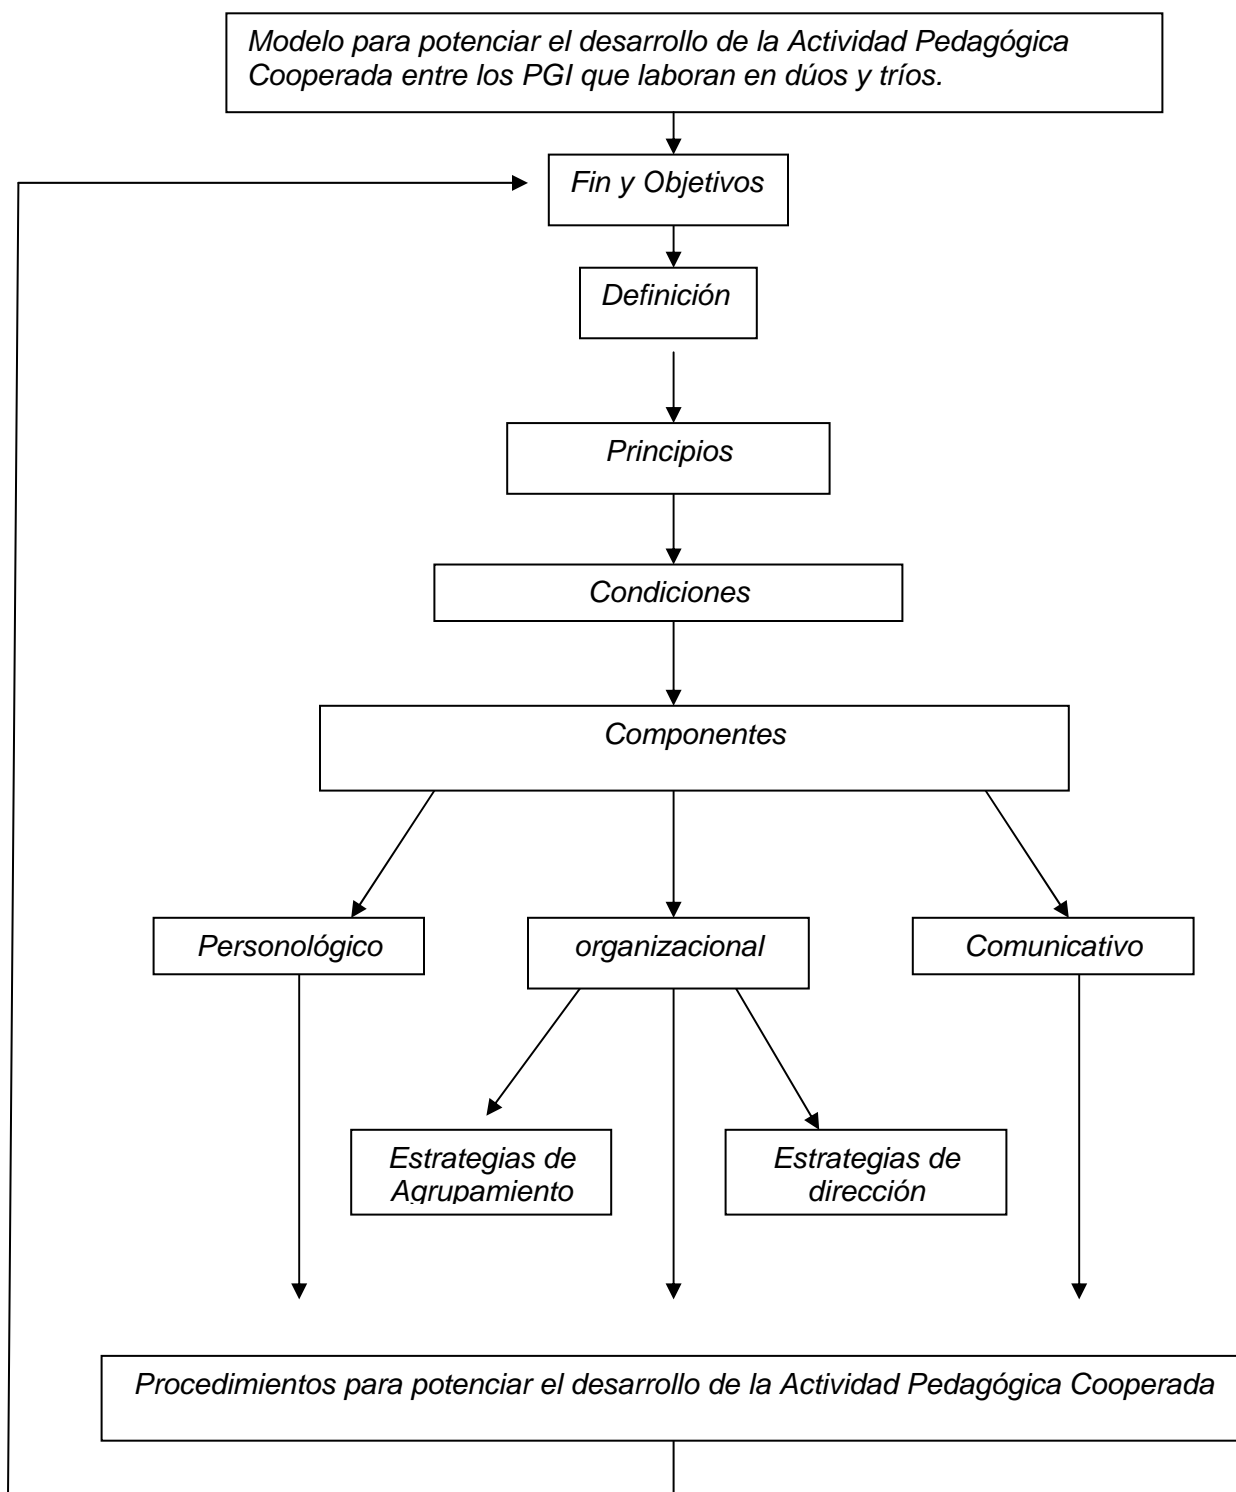 Modelo para potenciar el desarrollo de la Actividad Pedagógica
Cooperada entre los PGI que laboran en dúos y tríos.
Fin y Objetivos
Definición
Principios
Condiciones
Componentes
Personológico
organizacional
Comunicativo
Estrategias de
Agrupamiento
Estrategias de
dirección
Procedimientos para potenciar el desarrollo de la Actividad Pedagógica Cooperada